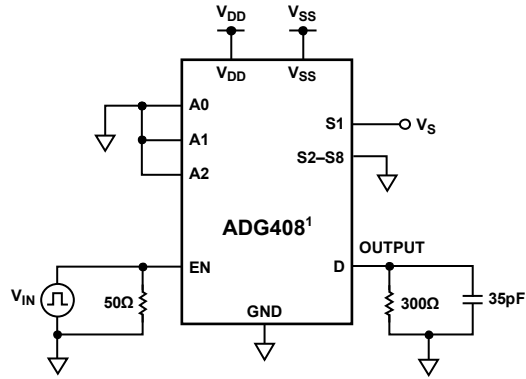 VDD VSS
VDD VSS
A0
A1
A2
S1 VS
S2–S8
ADG408¹
OUTPUT
EN D
VIN
50Ω
300Ω 35pF
GND